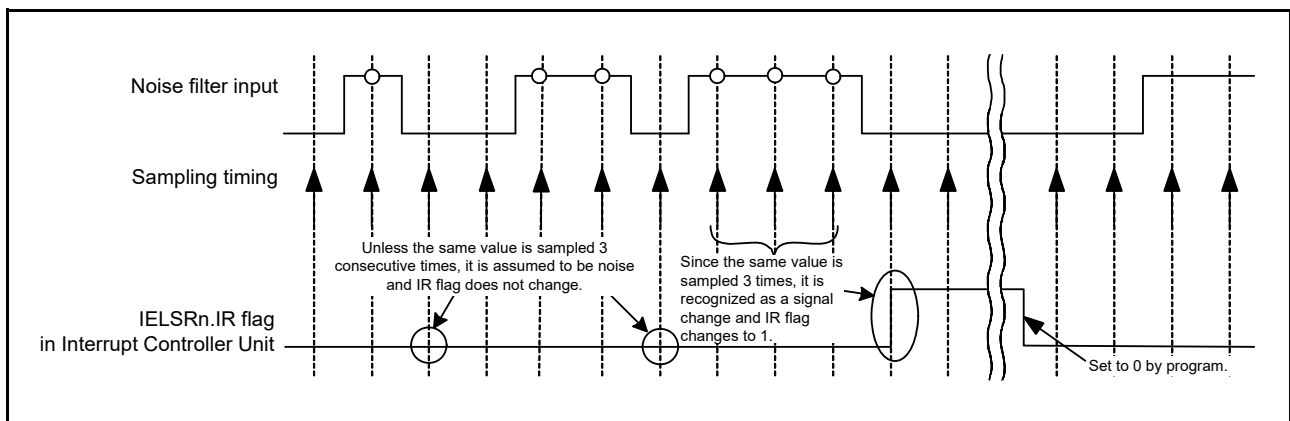 Noise filter input
Sampling timing
Unless the same value is sampled 3
consecutive times, it is assumed to be noise
and IR flag does not change.
Since the same value is
sampled 3 times, it is
recognized as a signal
change and IR flag
changes to 1.
IELSRn.IR flag
in Interrupt Controller Unit
Set to 0 by program.